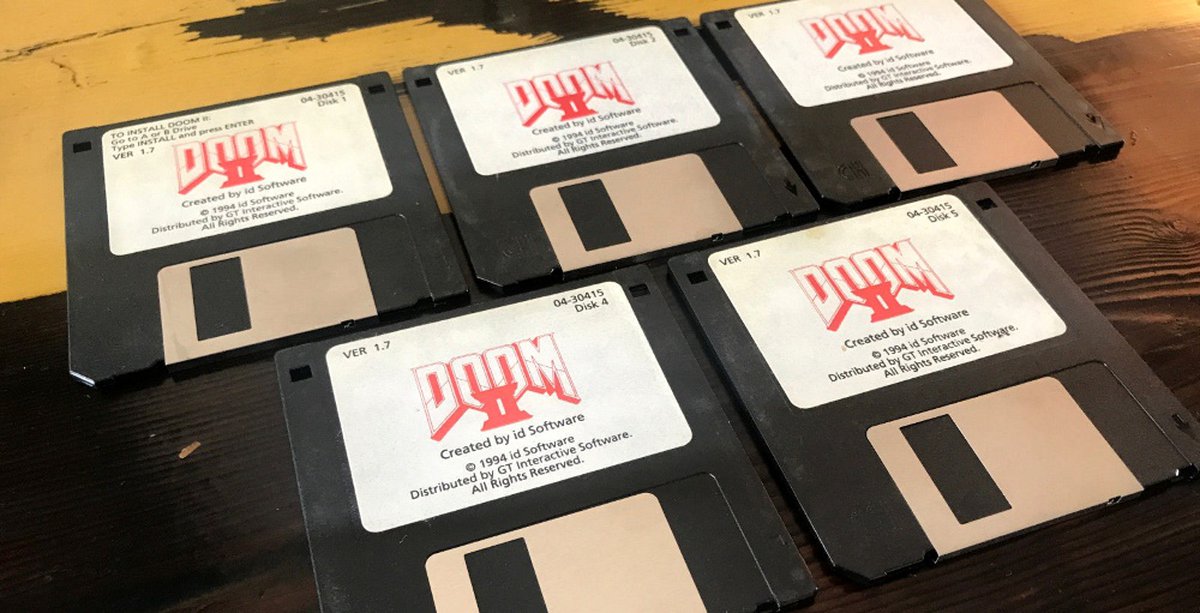 TO INSTALL DOOM II:
Go to A or B Drive
Type INSTALL and press ENTER
VER 1.7
04-30415
Disk 1
DOOM
II
Created by id Software
© 1994 id Software
Distributed by GT Interactive Software.
All Rights Reserved.
VER 1.7
04-30415
Disk 2
DOOM
II
Created by id Software
© 1994 id Software
Distributed by GT Interactive Software.
All Rights Reserved.
VER 1.7
DOOM
II
Created by id Software
© 1994 id Software
Distributed by GT Interactive Software.
All Rights Reserved.
VER 1.7
04-30415
Disk 4
DOOM
II
Created by id Software
© 1994 id Software
Distributed by GT Interactive Software.
All Rights Reserved.
VER 1.7
04-30415
Disk 5
DOOM
II
Created by id Software
© 1994 id Software
Distributed by GT Interactive Software.
All Rights Reserved.